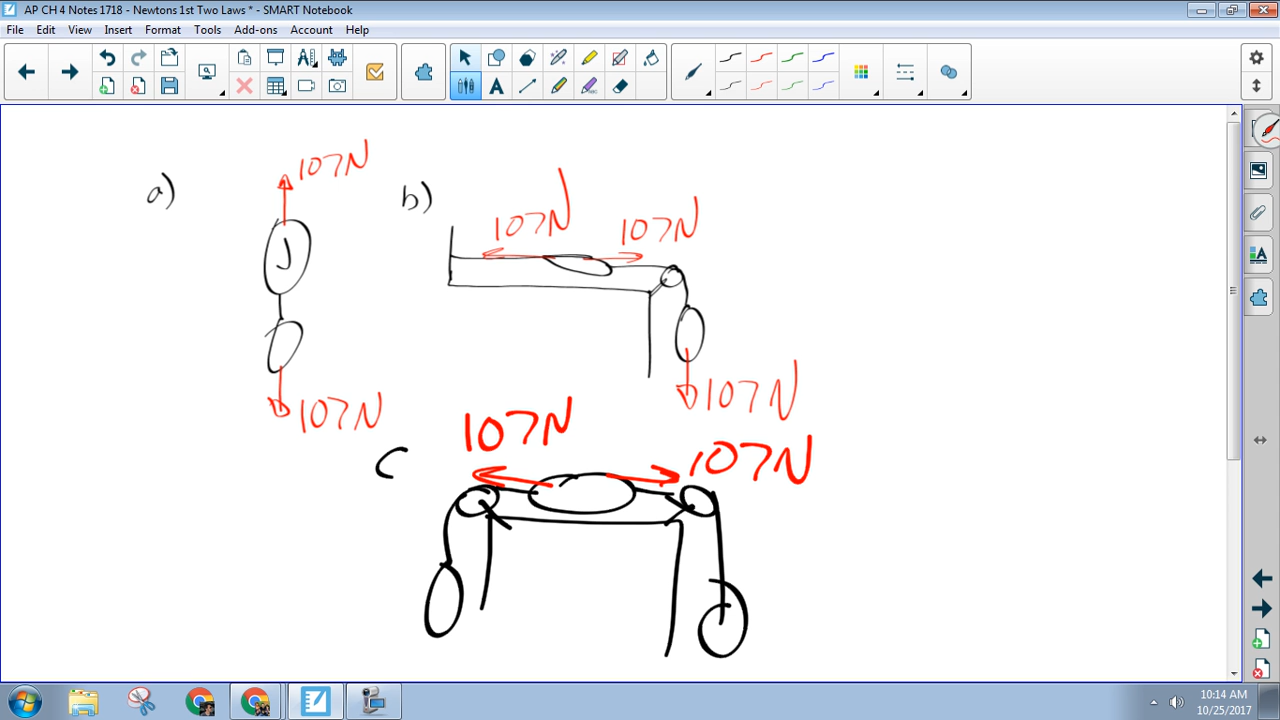 AP CH 4 Notes 1718 - Newtons 1st Two Laws * - SMART Notebook
File Edit View Insert Format Tools Add-ons Account Help
a)
107N
107N
b)
107N
107N
107N
C
107N
107N
10:14 AM
10/25/2017